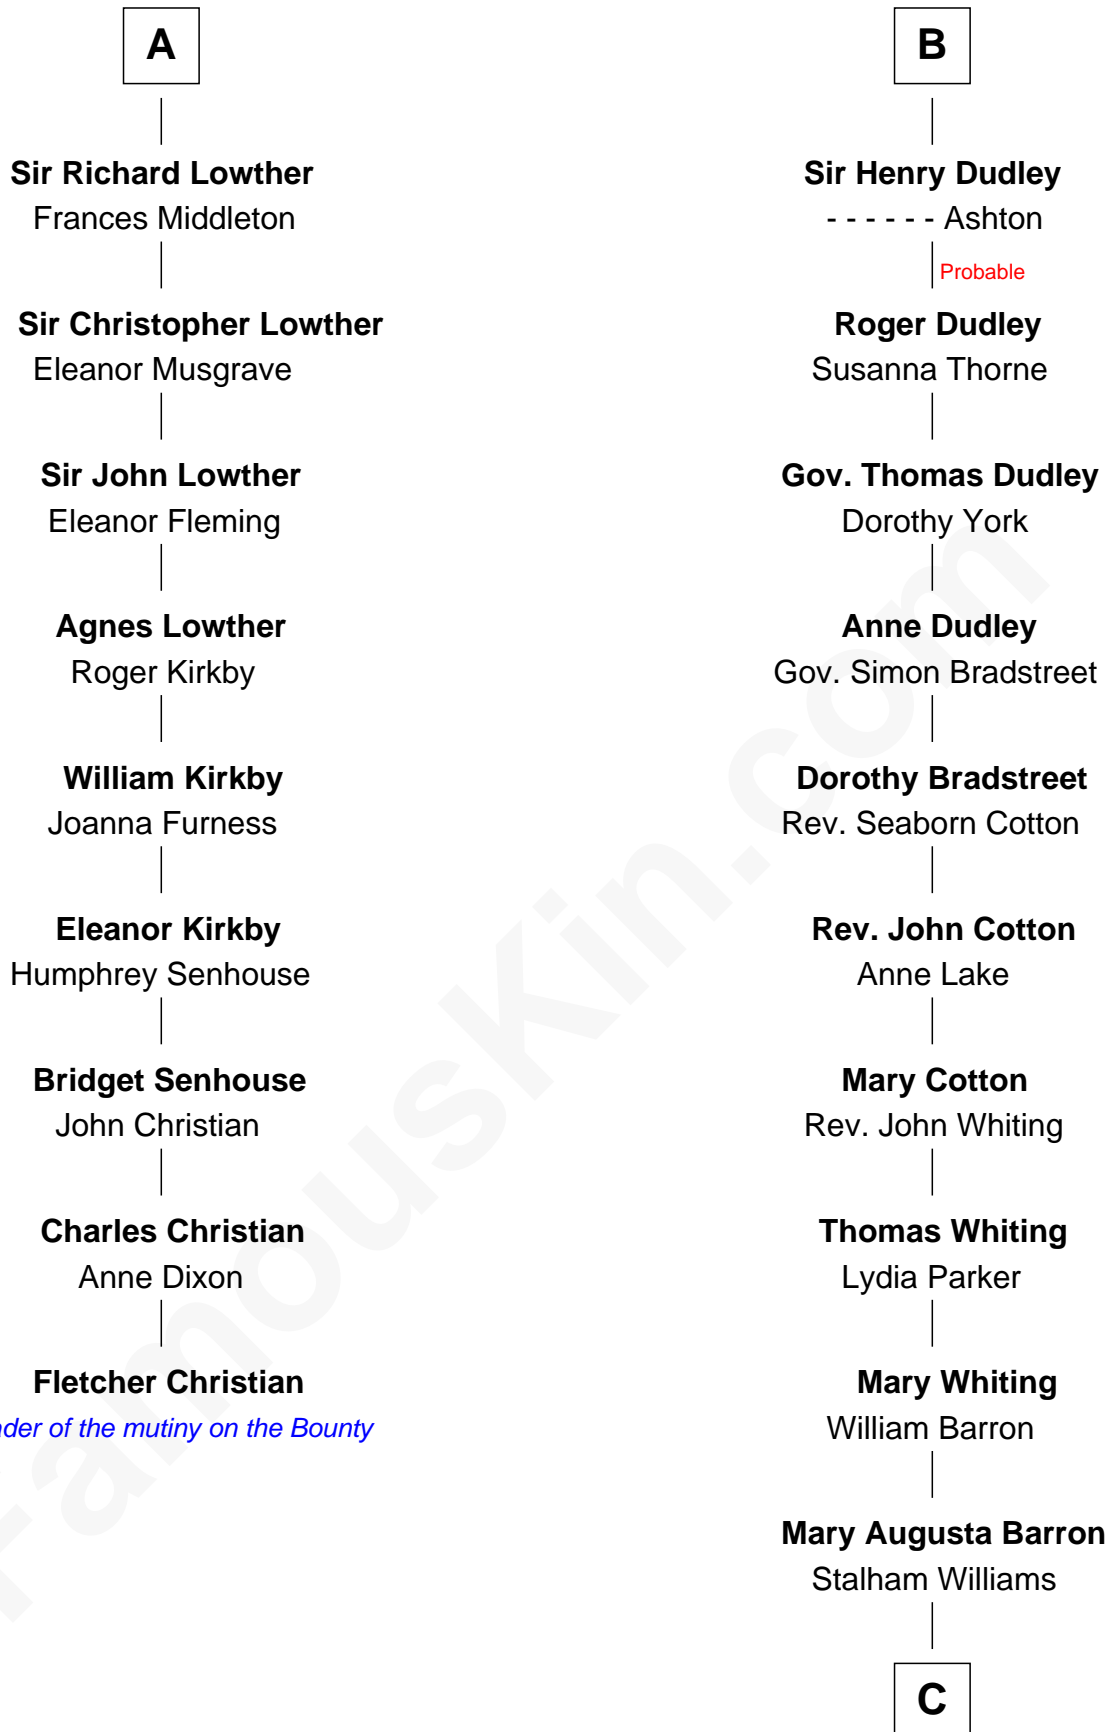 A
Sir Richard Lowther
Frances Middleton
Sir Christopher Lowther
Eleanor Musgrave
Sir John Lowther
Eleanor Fleming
Agnes Lowther
Roger Kirkby
William Kirkby
Joanna Furness
Eleanor Kirkby
Humphrey Senhouse
Bridget Senhouse
John Christian
Charles Christian
Anne Dixon
Fletcher Christian
ader of the mutiny on the Bounty
B
Sir Henry Dudley
- - - - - - Ashton
Probable
Roger Dudley
Susanna Thorne
Gov. Thomas Dudley
Dorothy York
Anne Dudley
Gov. Simon Bradstreet
Dorothy Bradstreet
Rev. Seaborn Cotton
Rev. John Cotton
Anne Lake
Mary Cotton
Rev. John Whiting
Thomas Whiting
Lydia Parker
Mary Whiting
William Barron
Mary Augusta Barron
Stalham Williams
C
FamousKin.com